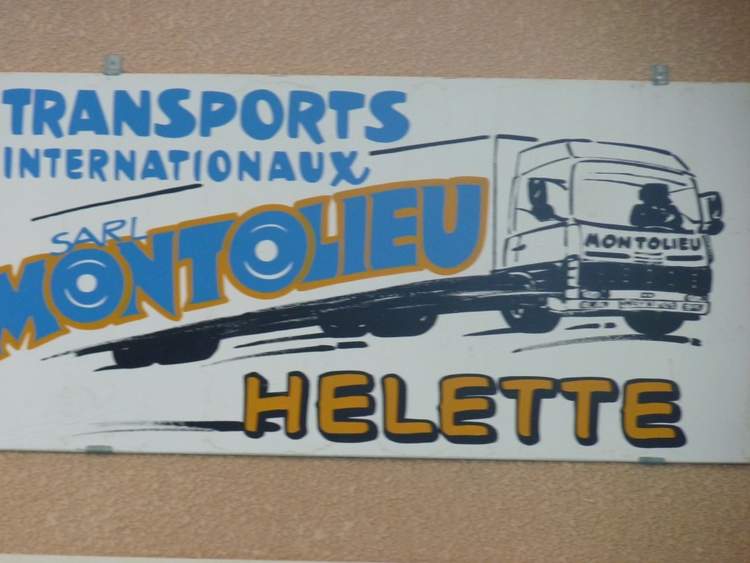 TRANSPORTS
INTERNATIONAUX
SARL
MONTOLIEU
MONTOLIEU
HELETTE